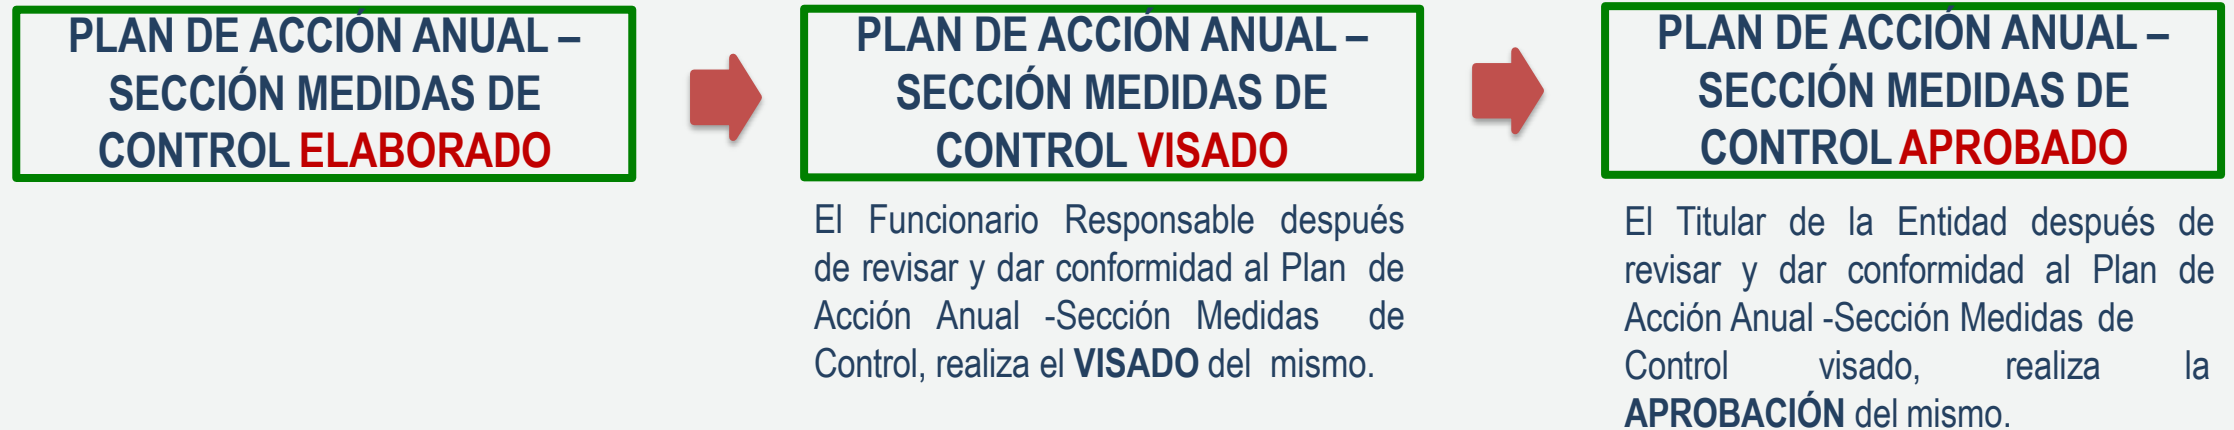 PLAN DE ACCIÓN ANUAL –
SECCIÓN MEDIDAS DE
CONTROL ELABORADO
PLAN DE ACCIÓN ANUAL –
SECCIÓN MEDIDAS DE
CONTROL VISADO
El Funcionario Responsable después
de revisar y dar conformidad al Plan de
Acción Anual -Sección Medidas de
Control, realiza el VISADO del mismo.
PLAN DE ACCIÓN ANUAL –
SECCIÓN MEDIDAS DE
CONTROL APROBADO
El Titular de la Entidad después de
revisar y dar conformidad al Plan de
Acción Anual -Sección Medidas de
Control visado, realiza la
APROBACIÓN del mismo.